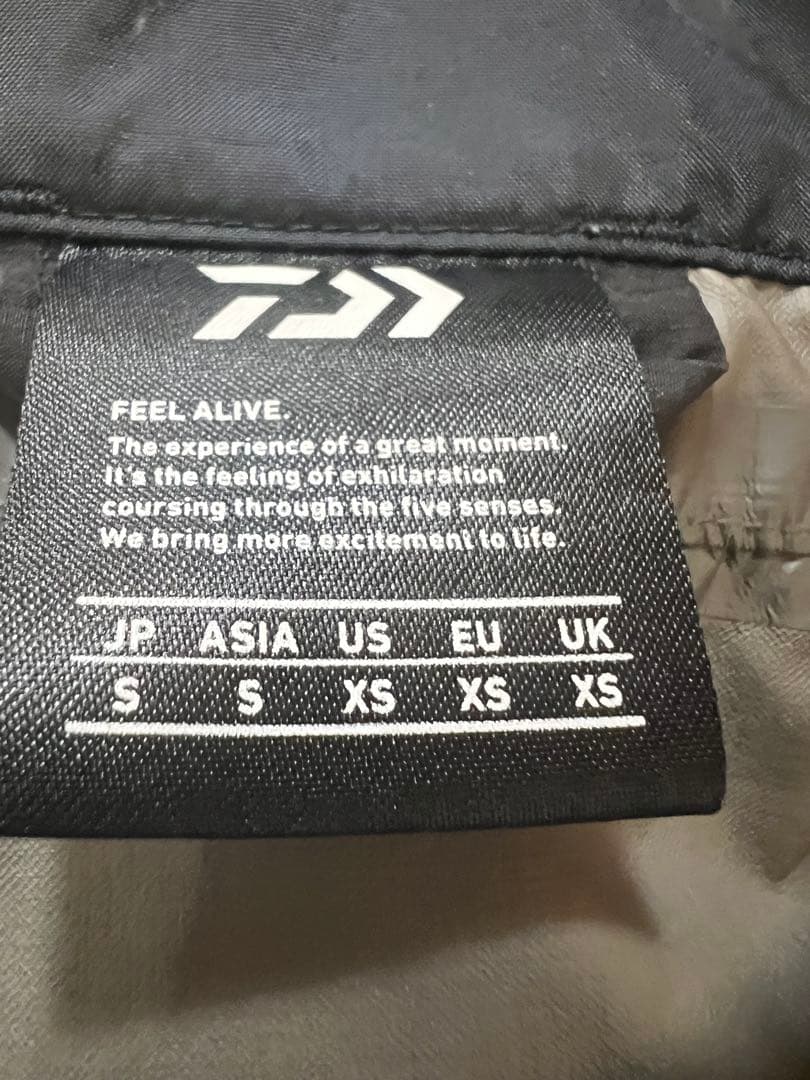 FEEL ALIVE.
The experience of a great moment.
It's the feeling of exhilaration
coursing through the five senses.
We bring more excitement to life.
JP ASIA US EU UK
S S XS XS XS